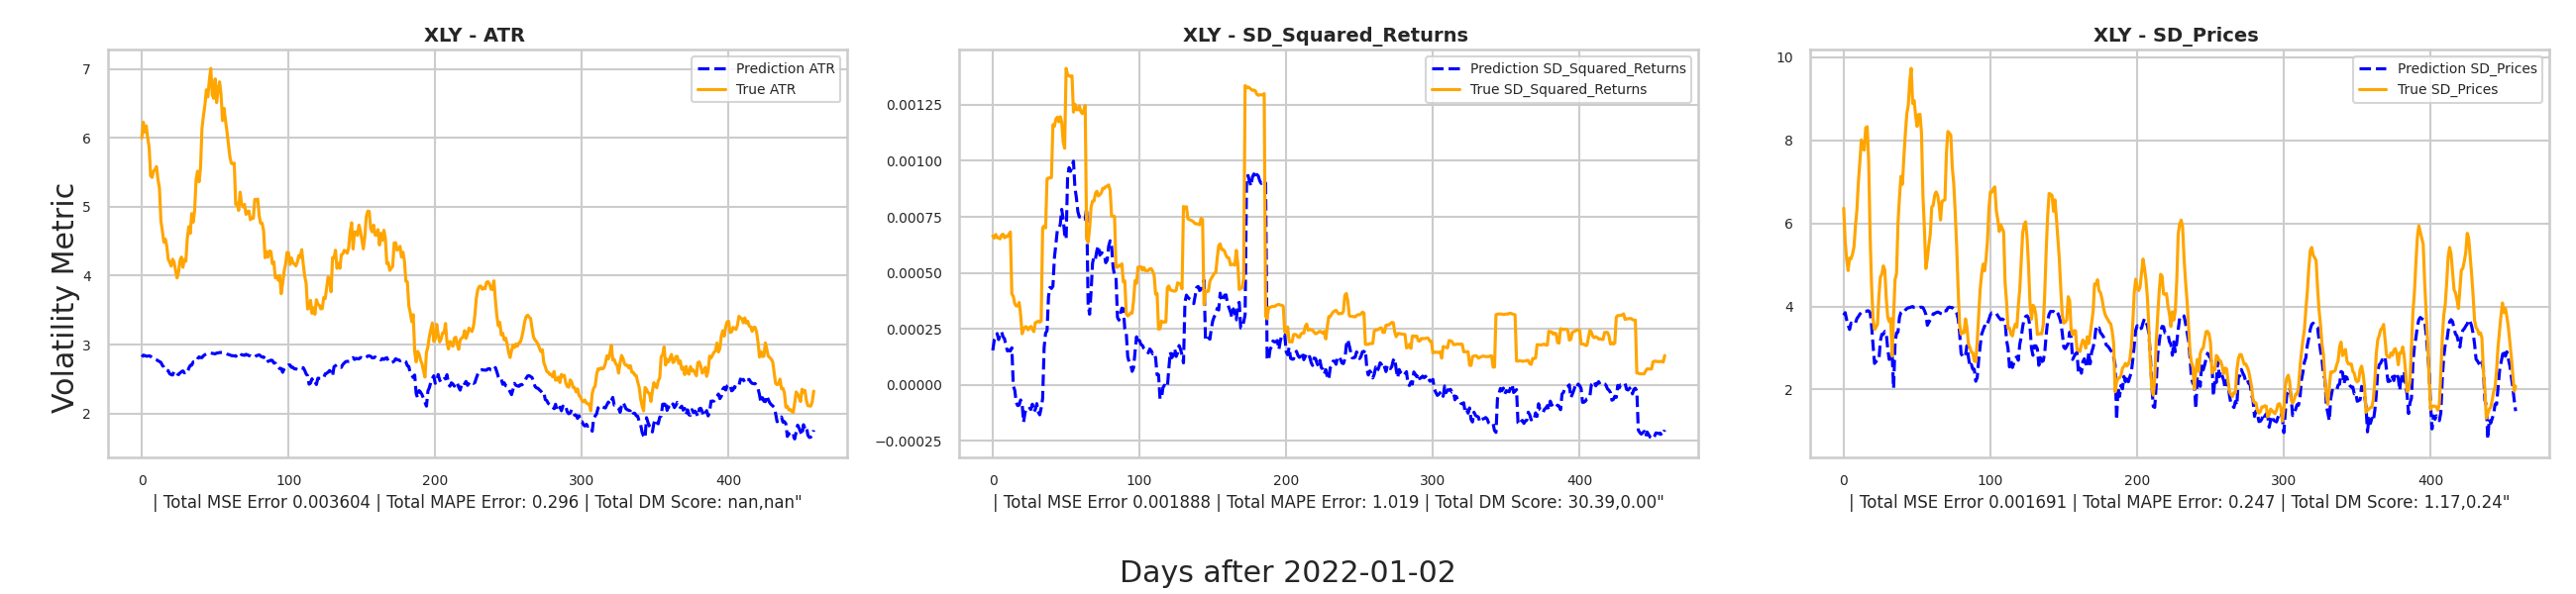 XLY - ATR
7
6
5
4
3
2
0
100
200
300
400
Prediction ATR
True ATR
| Total MSE Error 0.003604 | Total MAPE Error: 0.296 | Total DM Score: nan,nan"
Volatility Metric
XLY - SD_Squared_Returns
0.00125
0.00100
0.00075
0.00050
0.00025
0.00000
−0.00025
0
100
200
300
400
Prediction SD_Squared_Returns
True SD_Squared_Returns
| Total MSE Error 0.001888 | Total MAPE Error: 1.019 | Total DM Score: 30.39,0.00"
XLY - SD_Prices
10
8
6
4
2
0
100
200
300
400
Prediction SD_Prices
True SD_Prices
| Total MSE Error 0.001691 | Total MAPE Error: 0.247 | Total DM Score: 1.17,0.24"
Days after 2022-01-02